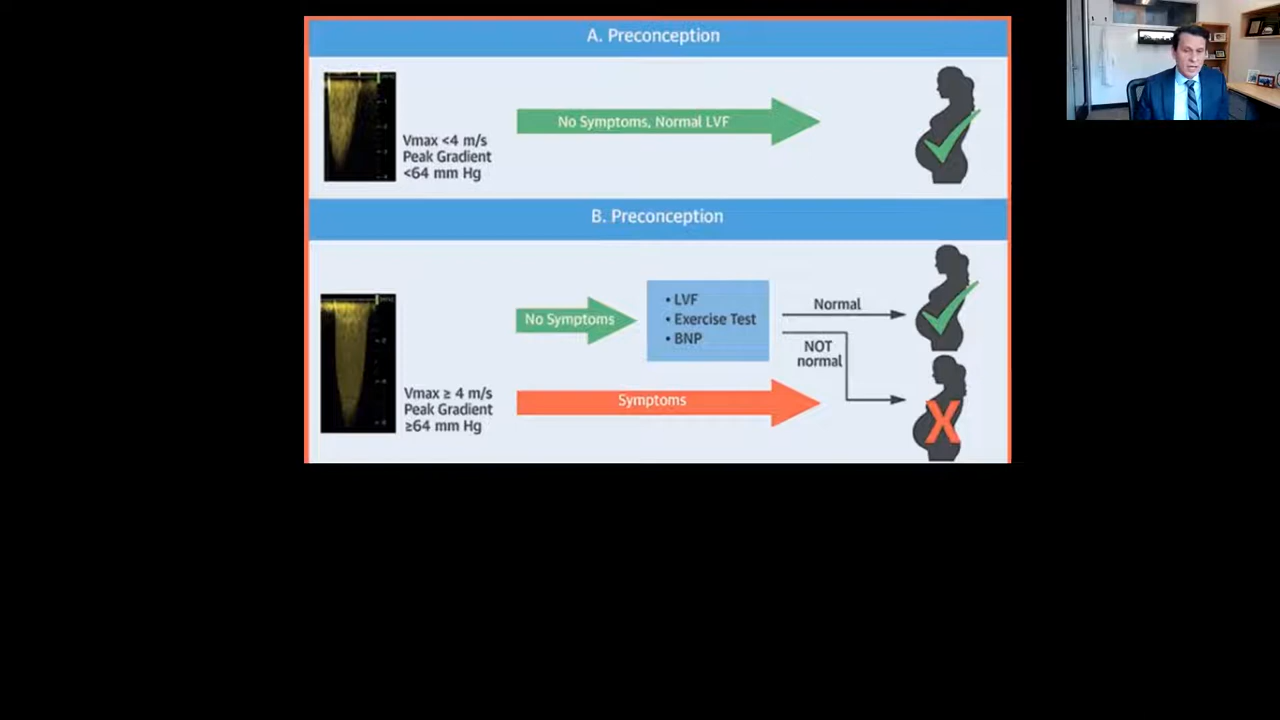 A. Preconception
Vmax <4 m/s
Peak Gradient
<64 mm Hg
No Symptoms, Normal LVF
B. Preconception
Vmax ≥ 4 m/s
Peak Gradient
≥64 mm Hg
No Symptoms
• LVF
• Exercise Test
• BNP
Normal
NOT
normal
Symptoms
X